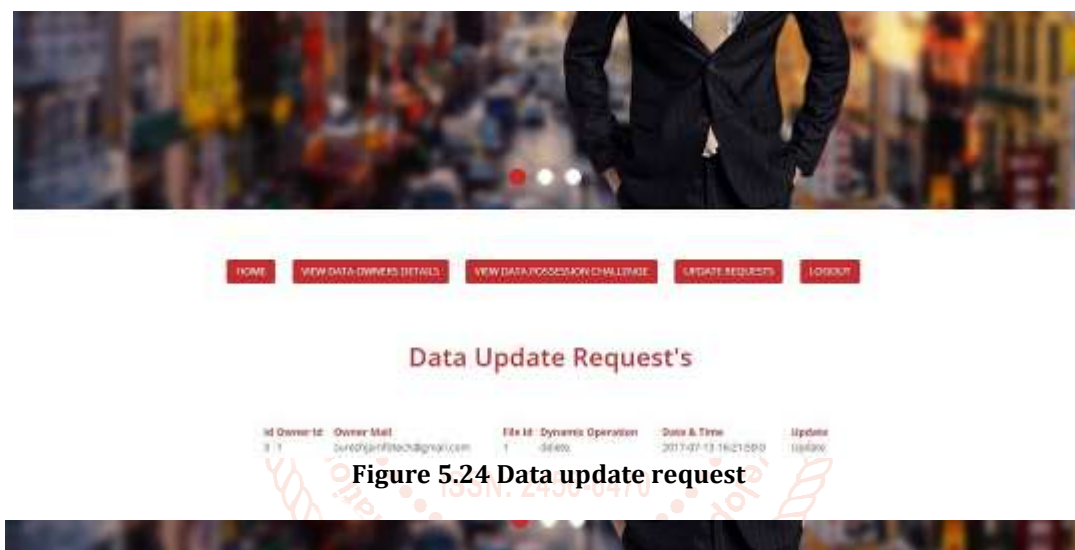 HOME VIEW DATA OWNERS DETAILS VIEW DATA POSSESSION CHALLENGE UPDATE REQUESTS LOGOUT
Data Update Request's
Id Owner Id Owner Mail File Id Dynamic Operation Date & Time Update
1 1 delete update
Figure 5.24 Data update request